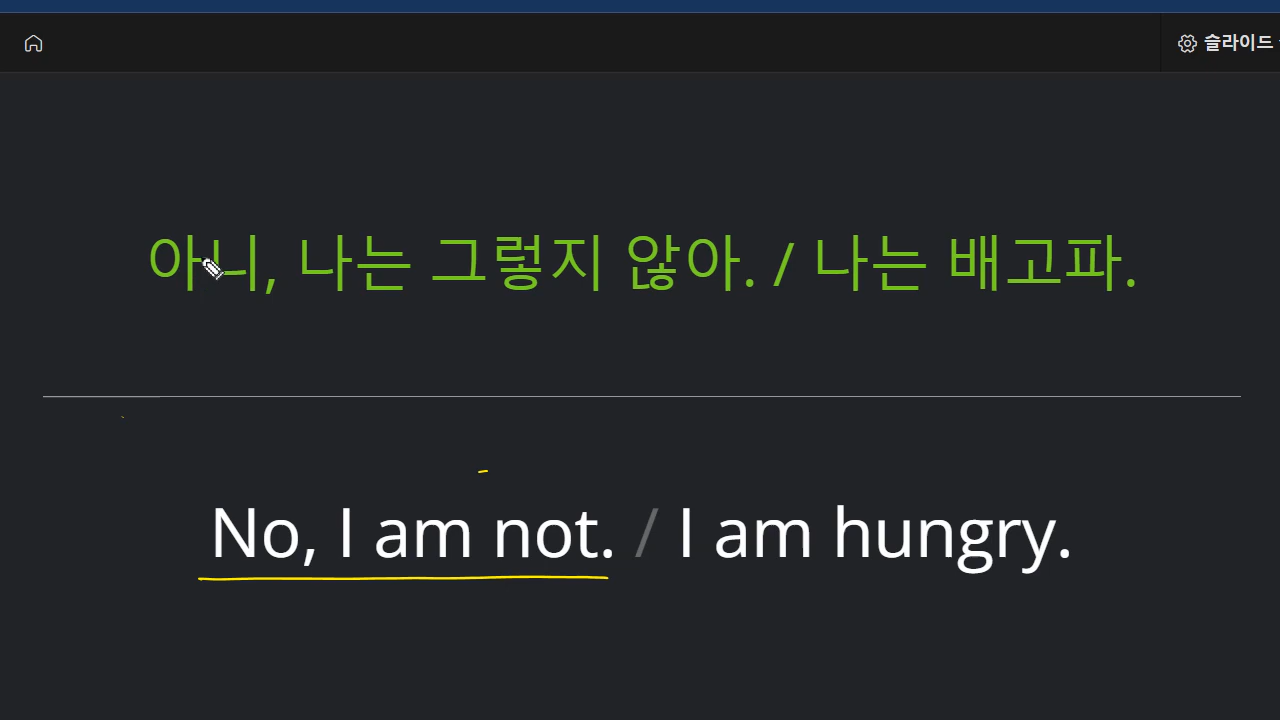 슬라이드
아니, 나는 그렇지 않아. / 나는 배고파.
No, I am not. / I am hungry.